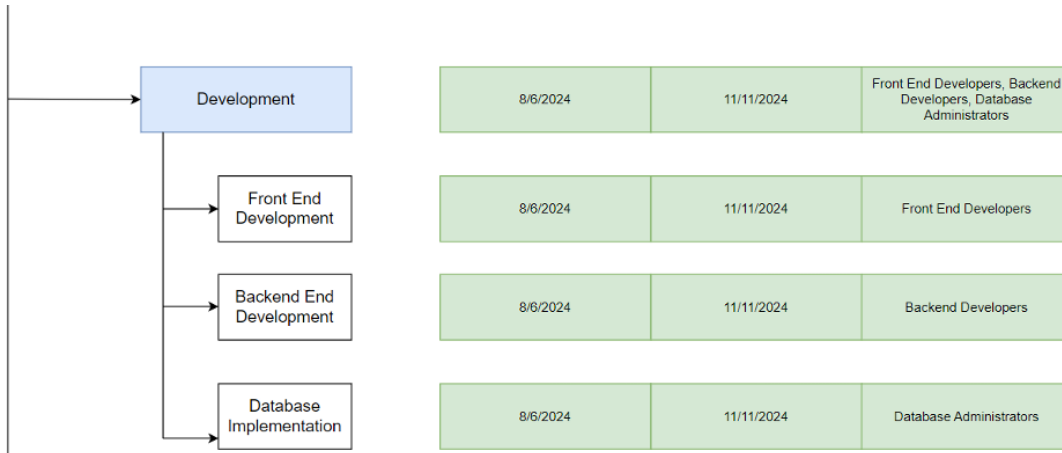 Development
8/6/2024
11/11/2024
Front End Developers, Backend
Developers, Database
Administrators
Front End
Development
8/6/2024
11/11/2024
Front End Developers
Backend End
Development
8/6/2024
11/11/2024
Backend Developers
Database
Implementation
8/6/2024
11/11/2024
Database Administrators